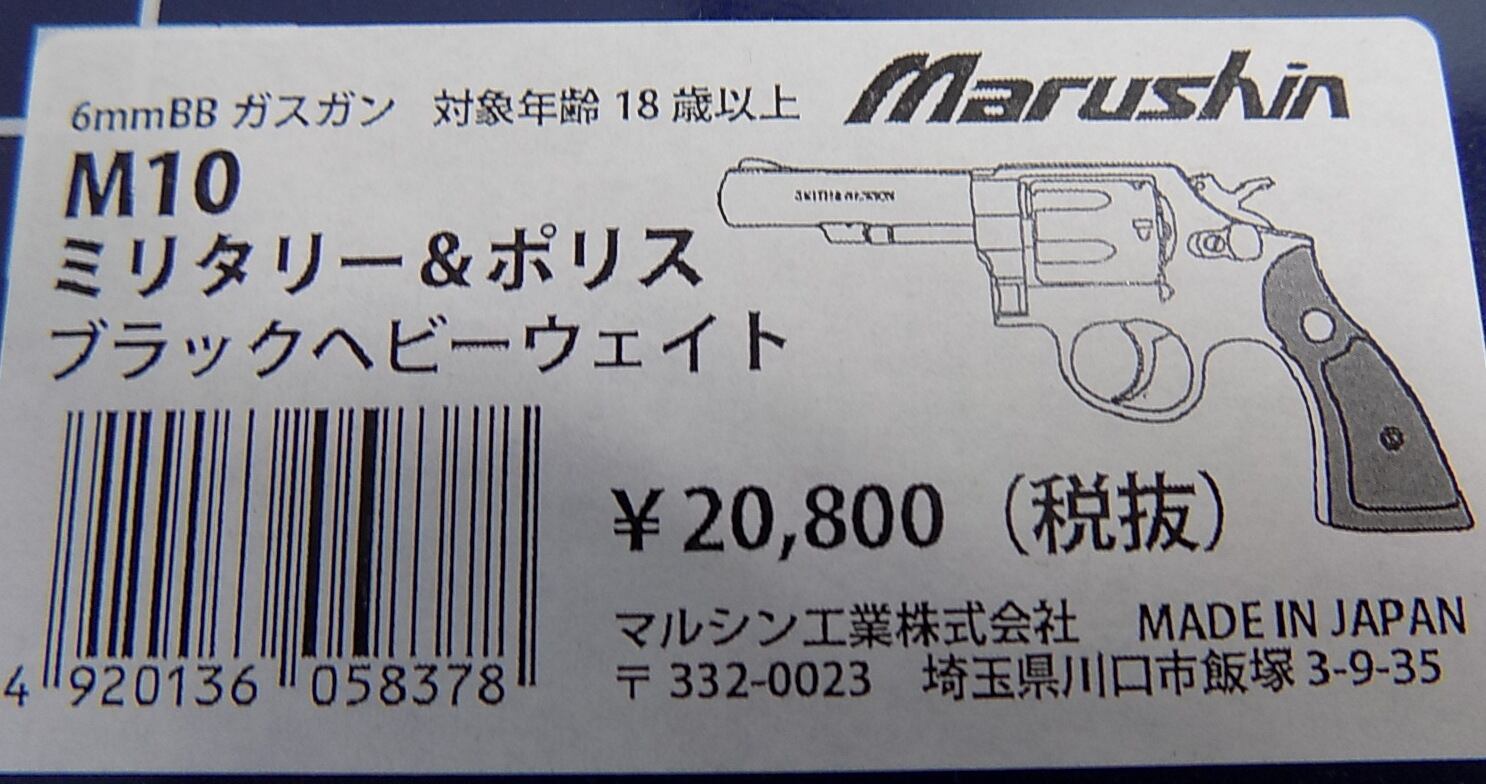 6mmBB ガスガン 対象年齢 18 歳以上
Marushin
M10
ミリタリー&ポリス
ブラックヘビーウェイト
¥20,800（税抜）
マルシン工業株式会社 MADE IN JAPAN
〒332-0023 埼玉県川口市飯塚 3-9-35
4 920136 058378